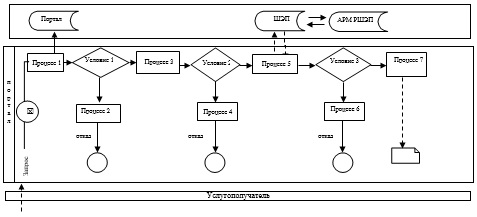 Портал
ШЭП
АРМ РШЭП
Процесс 1
Условие 1
Процесс 3
Условие 2
Процесс 5
Условие 3
Процесс 7
портал
Процесс 2
Процесс 4
Процесс 6
отказ
отказ
отказ
Запрос
Услугополучатель